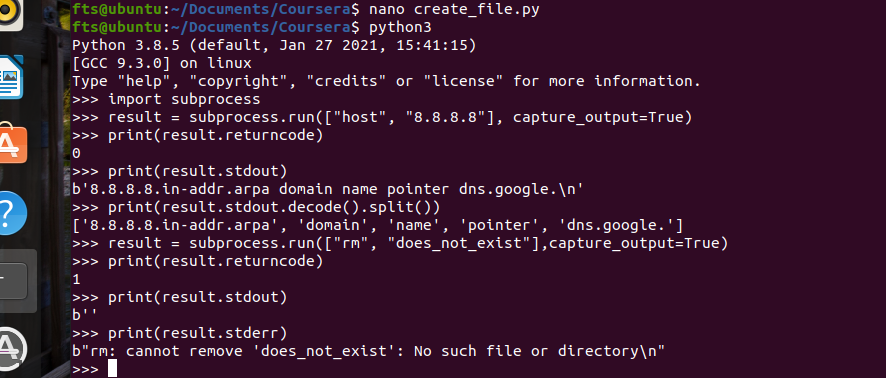 fts@ubuntu:~/Documents/Coursera$ nano create_file.py
fts@ubuntu:~/Documents/Coursera$ python3
Python 3.8.5 (default, Jan 27 2021, 15:41:15)
[GCC 9.3.0] on linux
Type "help", "copyright", "credits" or "license" for more information.
>>> import subprocess
>>> result = subprocess.run(["host", "8.8.8.8"], capture_output=True)
>>> print(result.returncode)
0
>>> print(result.stdout)
b'8.8.8.8.in-addr.arpa domain name pointer dns.google.\n'
>>> print(result.stdout.decode().split())
['8.8.8.8.in-addr.arpa', 'domain', 'name', 'pointer', 'dns.google.']
>>> result = subprocess.run(["rm", "does_not_exist"],capture_output=True)
>>> print(result.returncode)
1
>>> print(result.stdout)
b''
>>> print(result.stderr)
b"rm: cannot remove 'does_not_exist': No such file or directory\n"
>>>